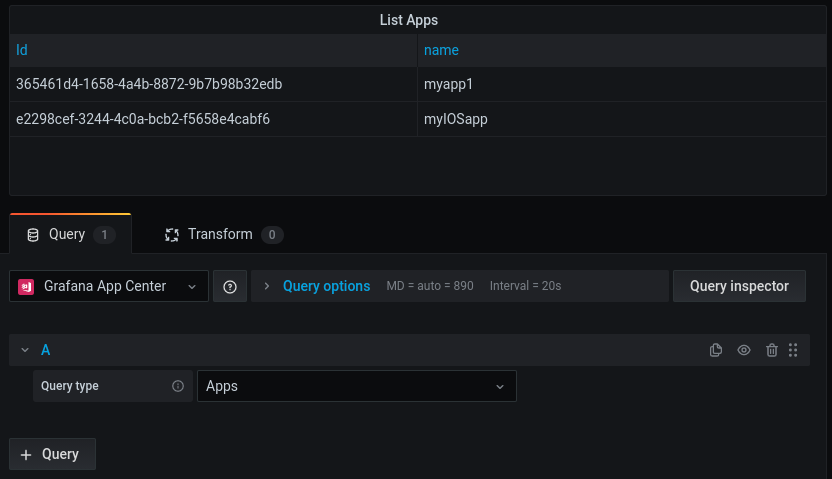 List Apps
Id name
365461d4-1658-4a4b-8872-9b7b98b32edb myapp1
e2298cef-3244-4c0a-bcb2-f5658e4cabf6 myIOSapp
Query 1 Transform 0
Grafana App Center Query options MD = auto = 890 Interval = 20s Query inspector
A
Query type Apps
+ Query